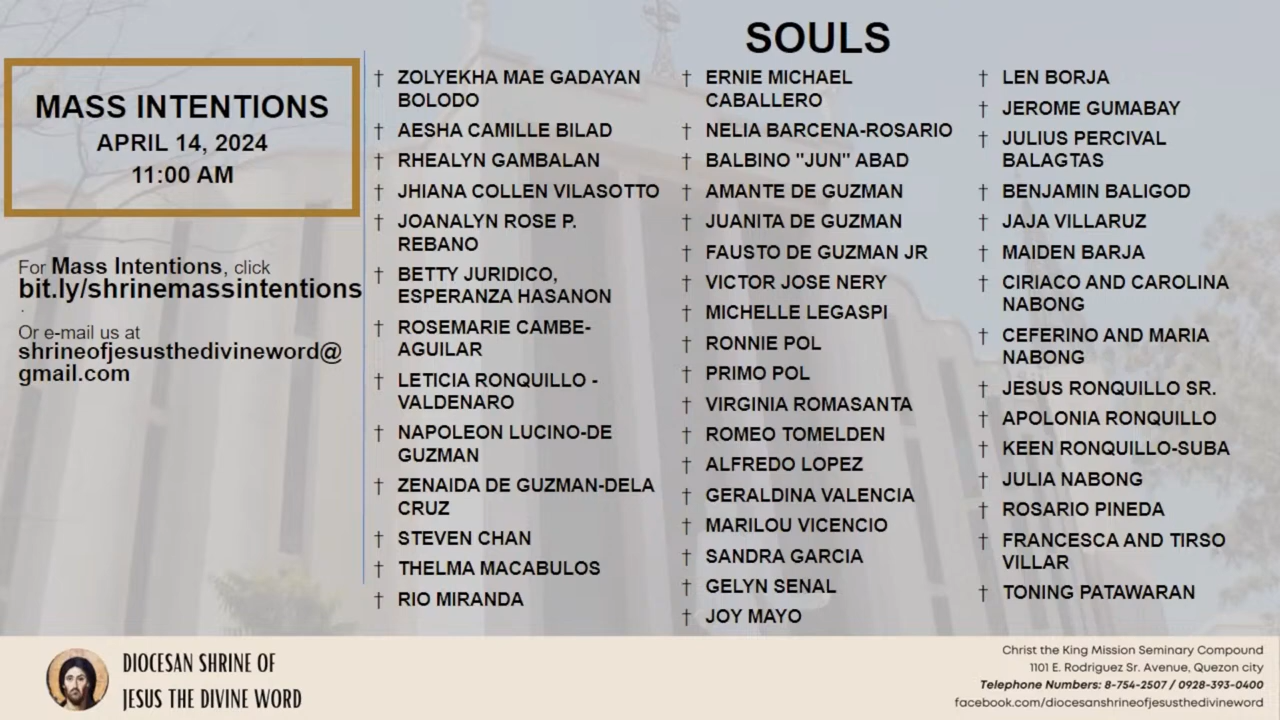 MASS INTENTIONS
APRIL 14, 2024
11:00 AM
For Mass Intentions, click
bit.ly/shrinemassintentions
.
Or e-mail us at
shrineofjesusthedivineword@
gmail.com
SOULS
† ZOLYEKHA MAE GADAYAN
BOLODO
† AESHA CAMILLE BILAD
† RHEALYN GAMBALAN
† JHIANA COLLEN VILASOTTO
† JOANALYN ROSE P.
REBANO
† BETTY JURIDICO,
ESPERANZA HASANON
† ROSEMARIE CAMBE-
AGUILAR
† LETICIA RONQUILLO -
VALDENARO
† NAPOLEON LUCINO-DE
GUZMAN
† ZENAIDA DE GUZMAN-DELA
CRUZ
† STEVEN CHAN
† THELMA MACABULOS
† RIO MIRANDA
† ERNIE MICHAEL
CABALLERO
† NELIA BARCENA-ROSARIO
† BALBINO "JUN" ABAD
† AMANTE DE GUZMAN
† JUANITA DE GUZMAN
† FAUSTO DE GUZMAN JR
† VICTOR JOSE NERY
† MICHELLE LEGASPI
† RONNIE POL
† PRIMO POL
† VIRGINIA ROMASANTA
† ROMEO TOMELDEN
† ALFREDO LOPEZ
† GERALDINA VALENCIA
† MARILOU VICENCIO
† SANDRA GARCIA
† GELYN SENAL
† JOY MAYO
† LEN BORJA
† JEROME GUMABAY
† JULIUS PERCIVAL
BALAGTAS
† BENJAMIN BALIGOD
† JAJA VILLARUZ
† MAIDEN BARJA
† CIRIACO AND CAROLINA
NABONG
† CEFERINO AND MARIA
NABONG
† JESUS RONQUILLO SR.
† APOLONIA RONQUILLO
† KEEN RONQUILLO-SUBA
† JULIA NABONG
† ROSARIO PINEDA
† FRANCESCA AND TIRSO
VILLAR
† TONING PATAWARAN
DIOCESAN SHRINE OF
JESUS THE DIVINE WORD
Christ the King Mission Seminary Compound
1101 E. Rodriguez Sr. Avenue, Quezon city
Telephone Numbers: 8-754-2507 / 0928-393-0400
facebook.com/diocesanshrineofjesusthedivineword